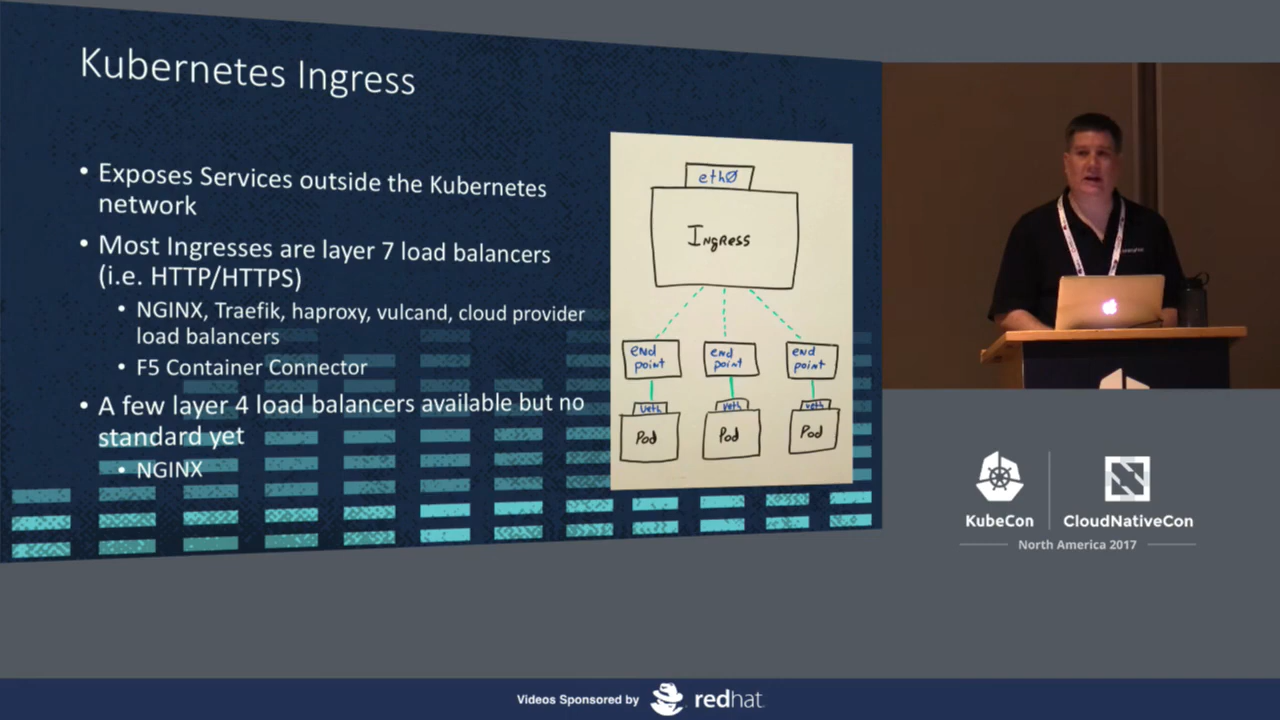 Kubernetes Ingress
• Exposes Services outside the Kubernetes
network
• Most Ingresses are layer 7 load balancers
(i.e. HTTP/HTTPS)
• NGINX, Traefik, haproxy, vulcand, cloud provider
load balancers
• F5 Container Connector
• A few layer 4 load balancers available but no
standard yet
• NGINX
ethØ
Ingress
end
point
end
point
end
point
veth
veth
veth
Pod
Pod
Pod
KubeCon
CloudNativeCon
North America 2017
Videos Sponsored by
redhat